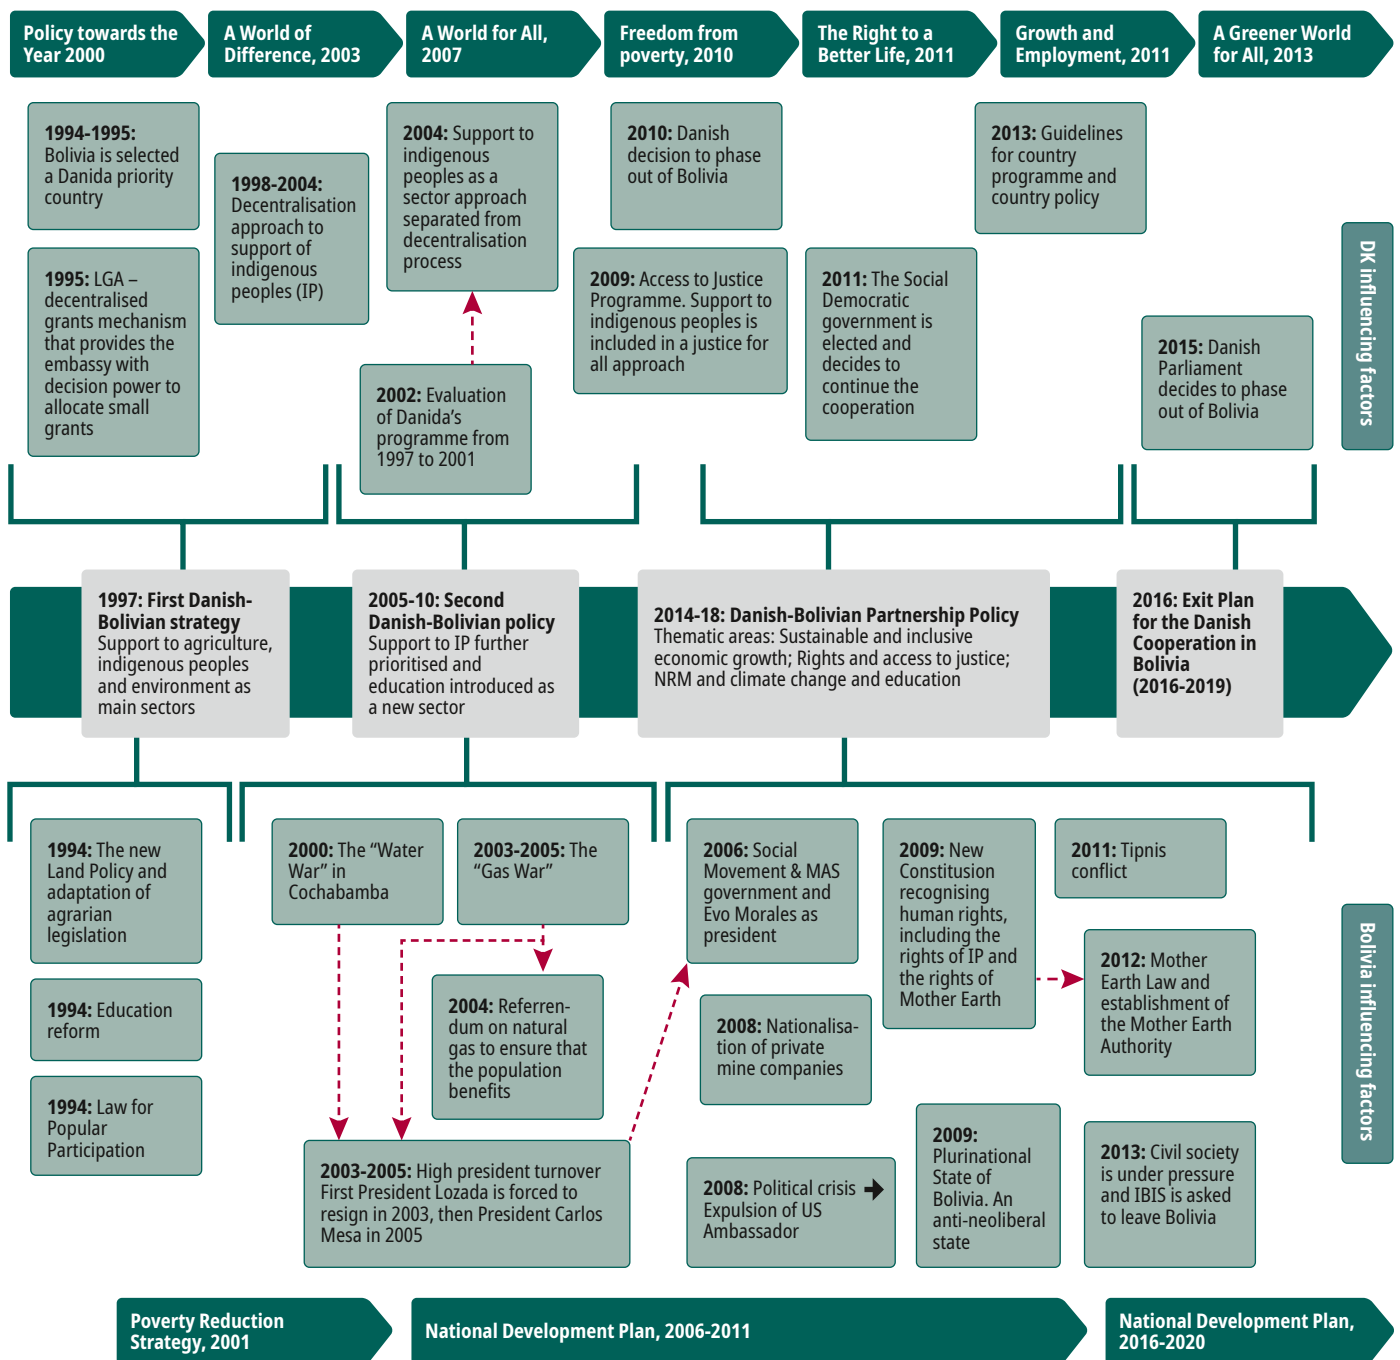 Policy towards the
Year 2000
A World of
Difference, 2003
A World for All,
2007
Freedom from
poverty, 2010
The Right to a
Better Life, 2011
Growth and
Employment, 2011
A Greener World
for All, 2013
1994-1995:
Bolivia is selected
a Danida priority
country
1995: LGA –
decentralised
grants mechanism
that provides the
embassy with
decision power to
allocate small
grants
1998-2004:
Decentralisation
approach to
support of
indigenous
peoples (IP)
2004: Support to
indigenous
peoples as a
sector approach
separated from
decentralisation
process
2002: Evaluation
of Danida’s
programme from
1997 to 2001
2010: Danish
decision to phase
out of Bolivia
2009: Access to Justice
Programme. Support to
indigenous peoples is
included in a justice for
all approach
2011: The Social
Democratic
government is
elected and
decides to
continue the
cooperation
2013: Guidelines
for country
programme and
country policy
2015: Danish
Parliament
decides to phase
out of Bolivia
DK influencing factors
1997: First Danish-
Bolivian strategy
Support to agriculture,
indigenous peoples
and environment as
main sectors
2005-10: Second
Danish-Bolivian policy
Support to IP further
prioritised and
education introduced as
a new sector
2014-18: Danish-Bolivian Partnership Policy
Thematic areas: Sustainable and inclusive
economic growth; Rights and access to justice;
NRM and climate change and education
2016: Exit Plan
for the Danish
Cooperation in
Bolivia
(2016-2019)
1994: The new
Land Policy and
adaptation of
agrarian
legislation
1994: Education
reform
1994: Law for
Popular
Participation
2000: The “Water
War” in
Cochabamba
2003-2005: The
“Gas War”
2004: Referren-
dum on natural
gas to ensure that
the population
benefits
2003-2005: High president turnover
First President Lozada is forced to
resign in 2003, then President Carlos
Mesa in 2005
2006: Social
Movement & MAS
government and
Evo Morales as
president
2008: Nationalisa-
tion of private
mine companies
2008: Political crisis
Expulsion of US
Ambassador
2009: New
Constitusion
recognising
human rights,
including the
rights of IP and
the rights of
Mother Earth
2009:
Plurinational
State of
Bolivia. An
anti-neoliberal
state
2011: Tipnis
conflict
2012: Mother
Earth Law and
establishment of
the Mother Earth
Authority
2013: Civil society
is under pressure
and IBIS is asked
to leave Bolivia
Bolivia influencing factors
Poverty Reduction
Strategy, 2001
National Development Plan, 2006-2011
National Development Plan,
2016-2020